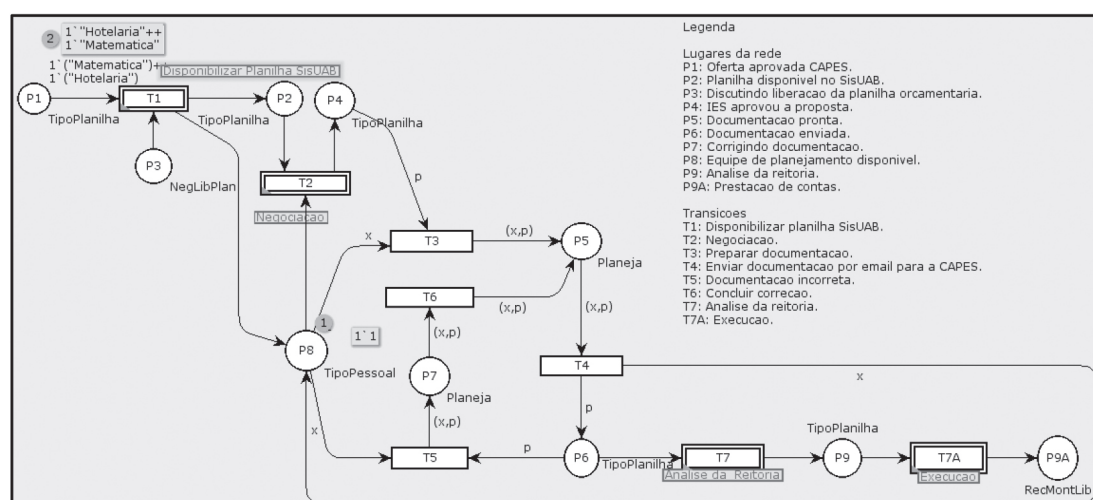 2
1`"Hotelaria"++
1`"Matematica"
1`("Matematica")+
1`("Hotelaria")
Disponibilizar Planilha SisUAB
P1
T1
P2
P4
TipoPlanilha
TipoPlanilha
TipoPlanilha
P3
NegLibPlan
T2
Negociacao
p
x
T3
(x,p)
P5
Planeja
T6
(x,p)
(x,p)
(x,p)
1
1`1
P8
TipoPessoal
P7
Planeja
T4
x
(x,p)
p
x
T5
p
P6
TipoPlanilha
T7
Analise da Reitoria
TipoPlanilha
P9
T7A
Execucao
P9A
RecMontLib
Legenda
Lugares da rede
P1: Oferta aprovada CAPES.
P2: Planilha disponivel no SisUAB.
P3: Discutindo liberacao da planilha orcamentaria.
P4: IES aprovou a proposta.
P5: Documentacao pronta.
P6: Documentacao enviada.
P7: Corrigindo documentacao.
P8: Equipe de planejamento disponivel.
P9: Analise da reitoria.
P9A: Prestacao de contas.
Transicoes
T1: Disponibilizar planilha SisUAB.
T2: Negociacao.
T3: Preparar documentacao.
T4: Enviar documentacao por email para a CAPES.
T5: Documentacao incorreta.
T6: Concluir correcao.
T7: Analise da reitoria.
T7A: Execucao.